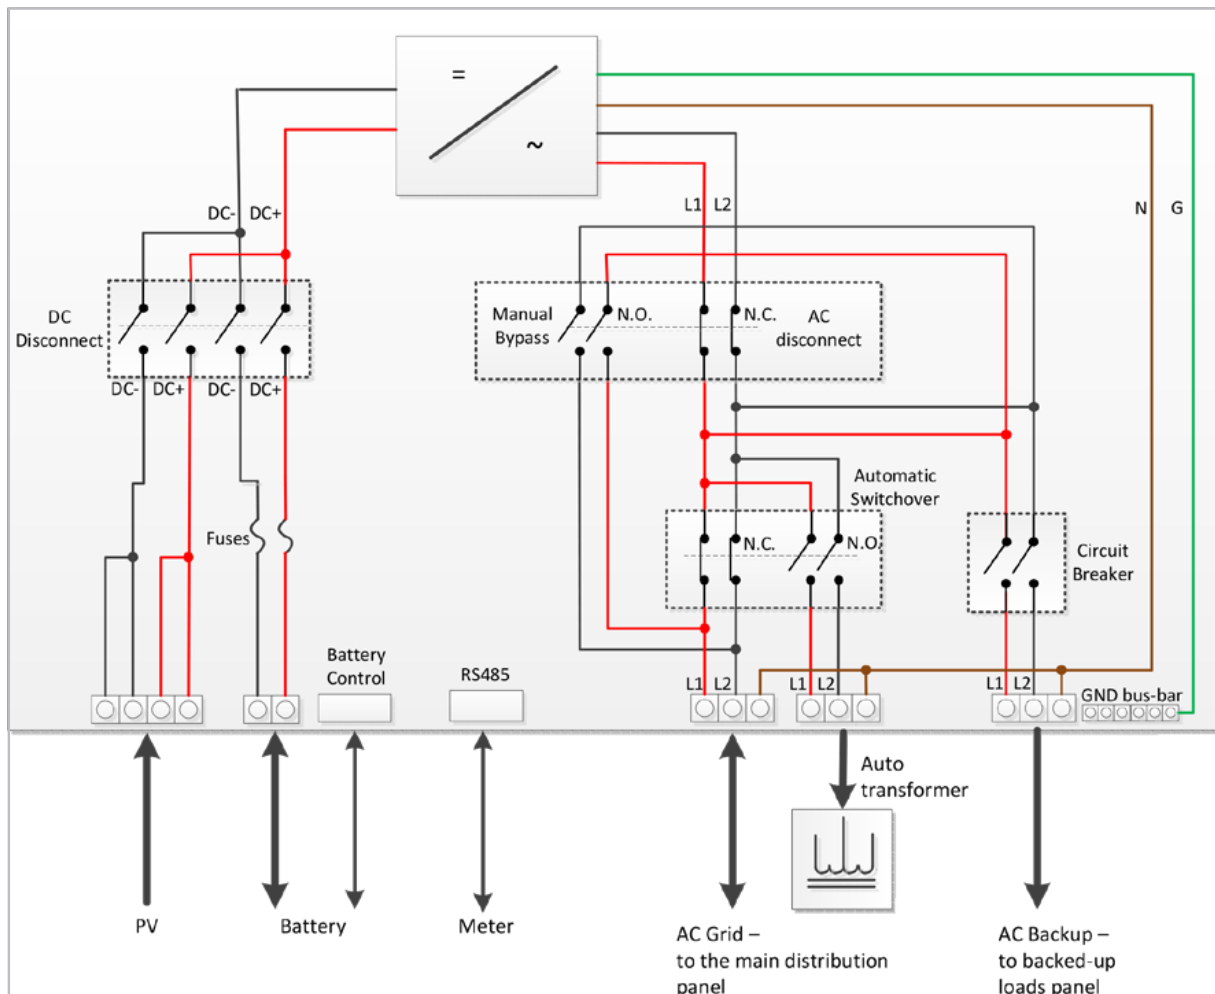 =
~
DC- DC+
L1 L2
N G
DC
Disconnect
Manual
Bypass
N.O.
N.C.
AC
disconnect
DC- DC+ DC- DC+
Fuses
Automatic
Switchover
N.C.
N.O.
Circuit
Breaker
Battery
Control
RS485
L1 L2
L1 L2
L1 L2
GND bus-bar
Auto
transformer
PV
Battery
Meter
AC Grid –
to the main distribution
panel
AC Backup –
to backed-up
loads panel